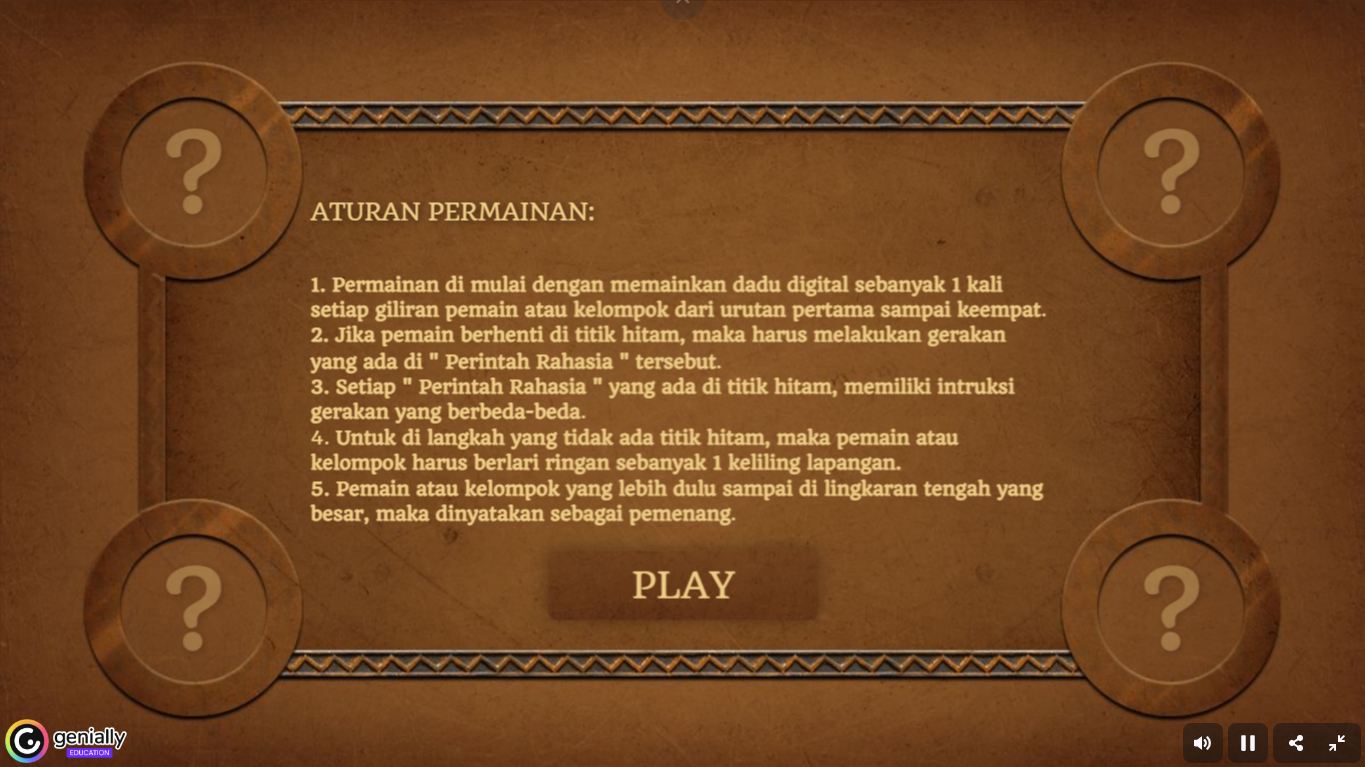 ATURAN PERMAINAN:
1. Permainan di mulai dengan memainkan dadu digital sebanyak 1 kali
setiap giliran pemain atau kelompok dari urutan pertama sampai keempat.
2. Jika pemain berhenti di titik hitam, maka harus melakukan gerakan
yang ada di " Perintah Rahasia " tersebut.
3. Setiap " Perintah Rahasia " yang ada di titik hitam, memiliki intruksi
gerakan yang berbeda-beda.
4. Untuk di langkah yang tidak ada titik hitam, maka pemain atau
kelompok harus berlari ringan sebanyak 1 keliling lapangan.
5. Pemain atau kelompok yang lebih dulu sampai di lingkaran tengah yang
besar, maka dinyatakan sebagai pemenang.
PLAY
? ?
? ?
genially
EDUCATION